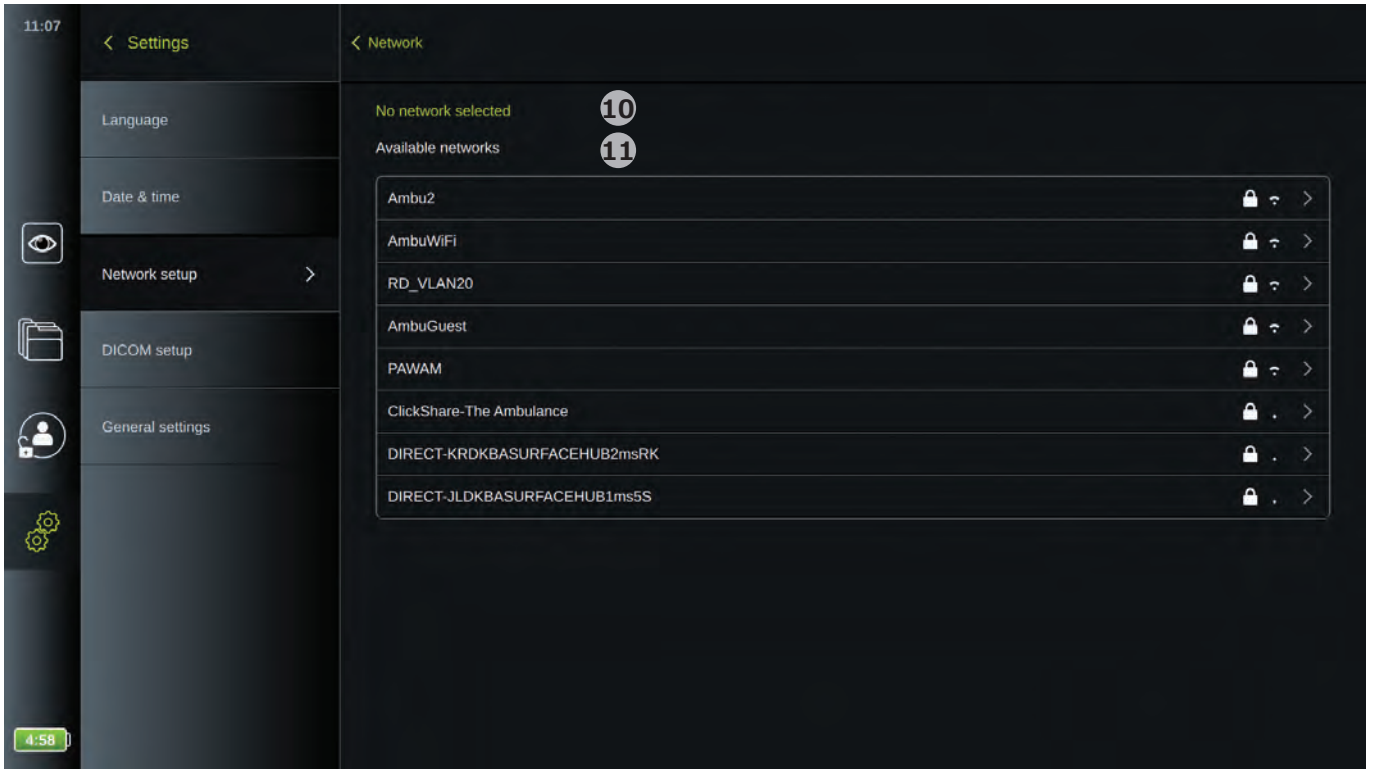 11:07
< Settings
Language
Date & time
Network setup >
DICOM setup
General settings
4:58
< Network
No network selected 10
Available networks 11
Ambu2
AmbuWiFi
RD_VLAN20
AmbuGuest
PAWAM
ClickShare-The Ambulance
DIRECT-KRDKBASURFACEHUB2msRK
DIRECT-JLDKBASURFACEHUB1ms5S